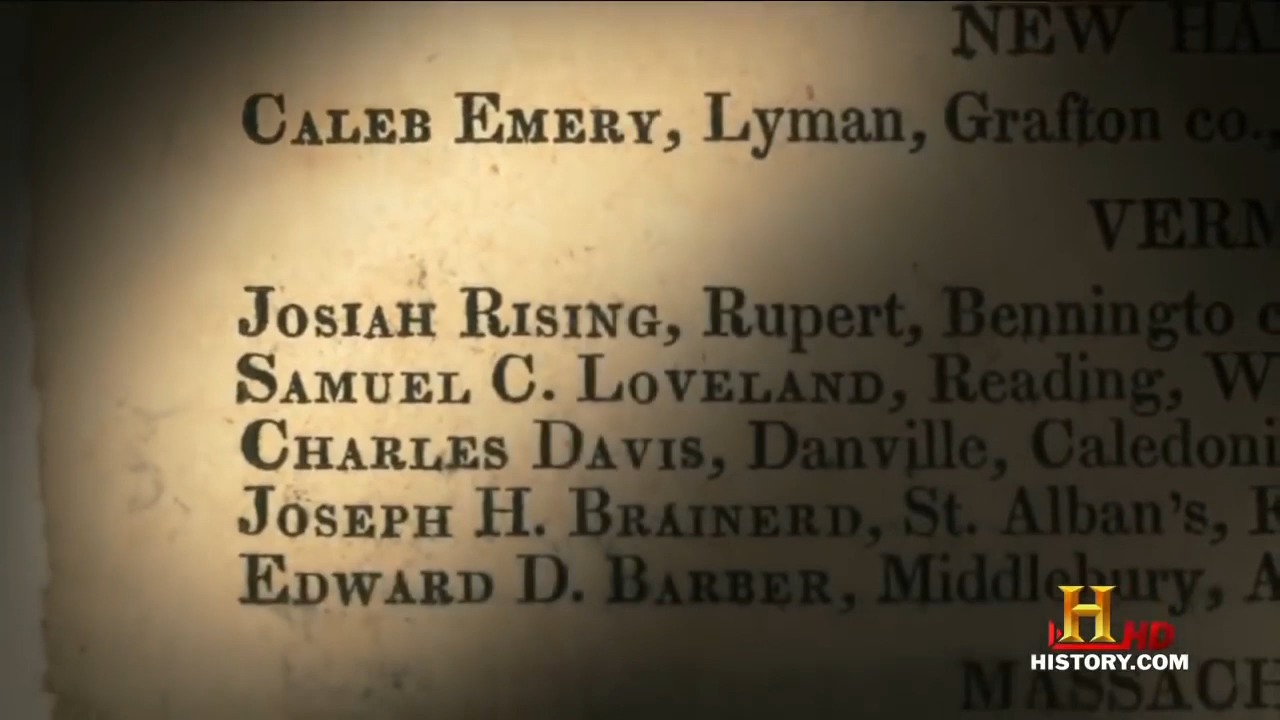 NEW HA
CALEB EMERY, Lyman, Grafton co.,
VERM
JOSIAH RISING, Rupert, Benningto c
SAMUEL C. LOVELAND, Reading, W
CHARLES DAVIS, Danville, Caledoni
JOSEPH H. BRAINERD, St. Alban's,
EDWARD D. BARBER, Middlebury, A
H HD
HISTORY.COM
MASSACH